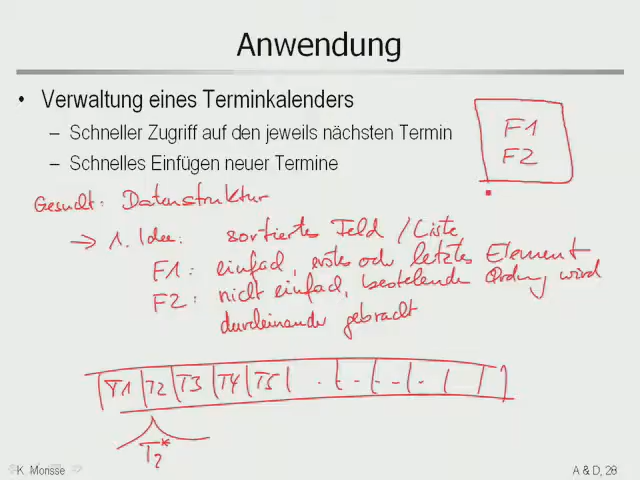 Anwendung
• Verwaltung eines Terminkalenders
– Schneller Zugriff auf den jeweils nächsten Termin
– Schnelles Einfügen neuer Termine
F1
F2
Gesucht: Datenstruktur
→ 1. Idee: sortiertes Feld / Liste
F1: einfach, erstes oder letztes Element
F2: nicht einfach, bestehende Ordnung wird
durcheinander gebracht
T1 T2 T3 T4 T5 . . - . - .
T2*
K. Morisse
A & D, 28